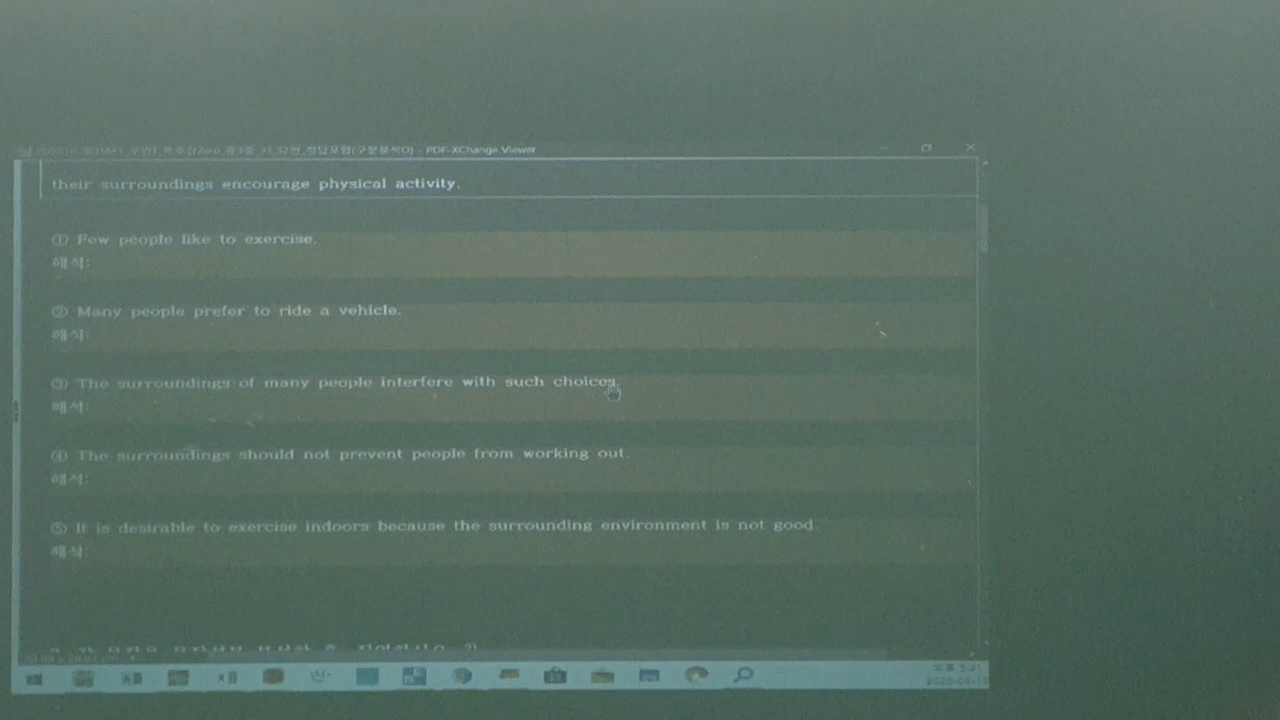 PDF-XChange Viewer
their surroundings encourage physical activity.
① Few people like to exercise.
해석:
② Many people prefer to ride a vehicle.
해석:
③ The surroundings of many people interfere with such choices.
해석:
④ The surroundings should not prevent people from working out.
해석:
⑤ It is desirable to exercise indoors because the surrounding environment is not good.
해석: